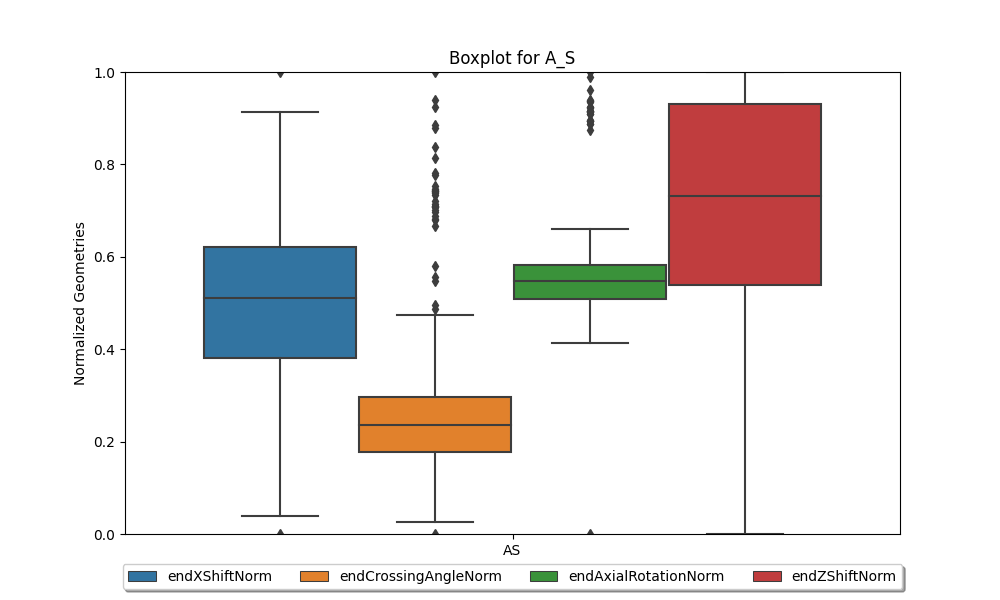 Boxplot for A_S
1.0
0.8
0.6
0.4
0.2
0.0
Normalized Geometries
AS
endXShiftNorm endCrossingAngleNorm endAxialRotationNorm endZShiftNorm